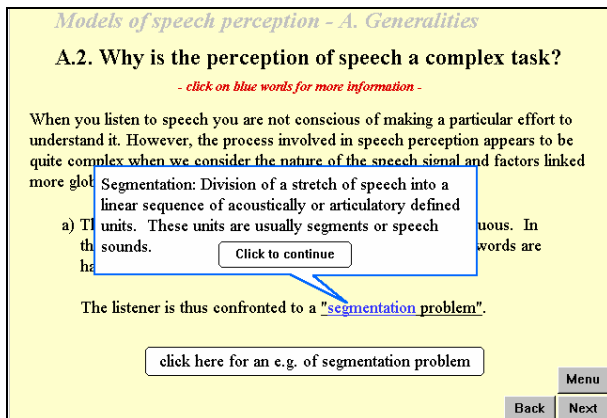 Models of speech perception - A. Generalities
A.2. Why is the perception of speech a complex task?
- click on blue words for more information -
When you listen to speech you are not conscious of making a particular effort to
understand it. However, the process involved in speech perception appears to be
quite complex when we consider the nature of the speech signal and factors linked
more glob
Segmentation: Division of a stretch of speech into a
linear sequence of acoustically or articulatory defined
units. These units are usually segments or speech
sounds.
Click to continue
a) Th uous. In
th words are
ha
The listener is thus confronted to a "segmentation problem".
click here for an e.g. of segmentation problem
Menu
Back Next